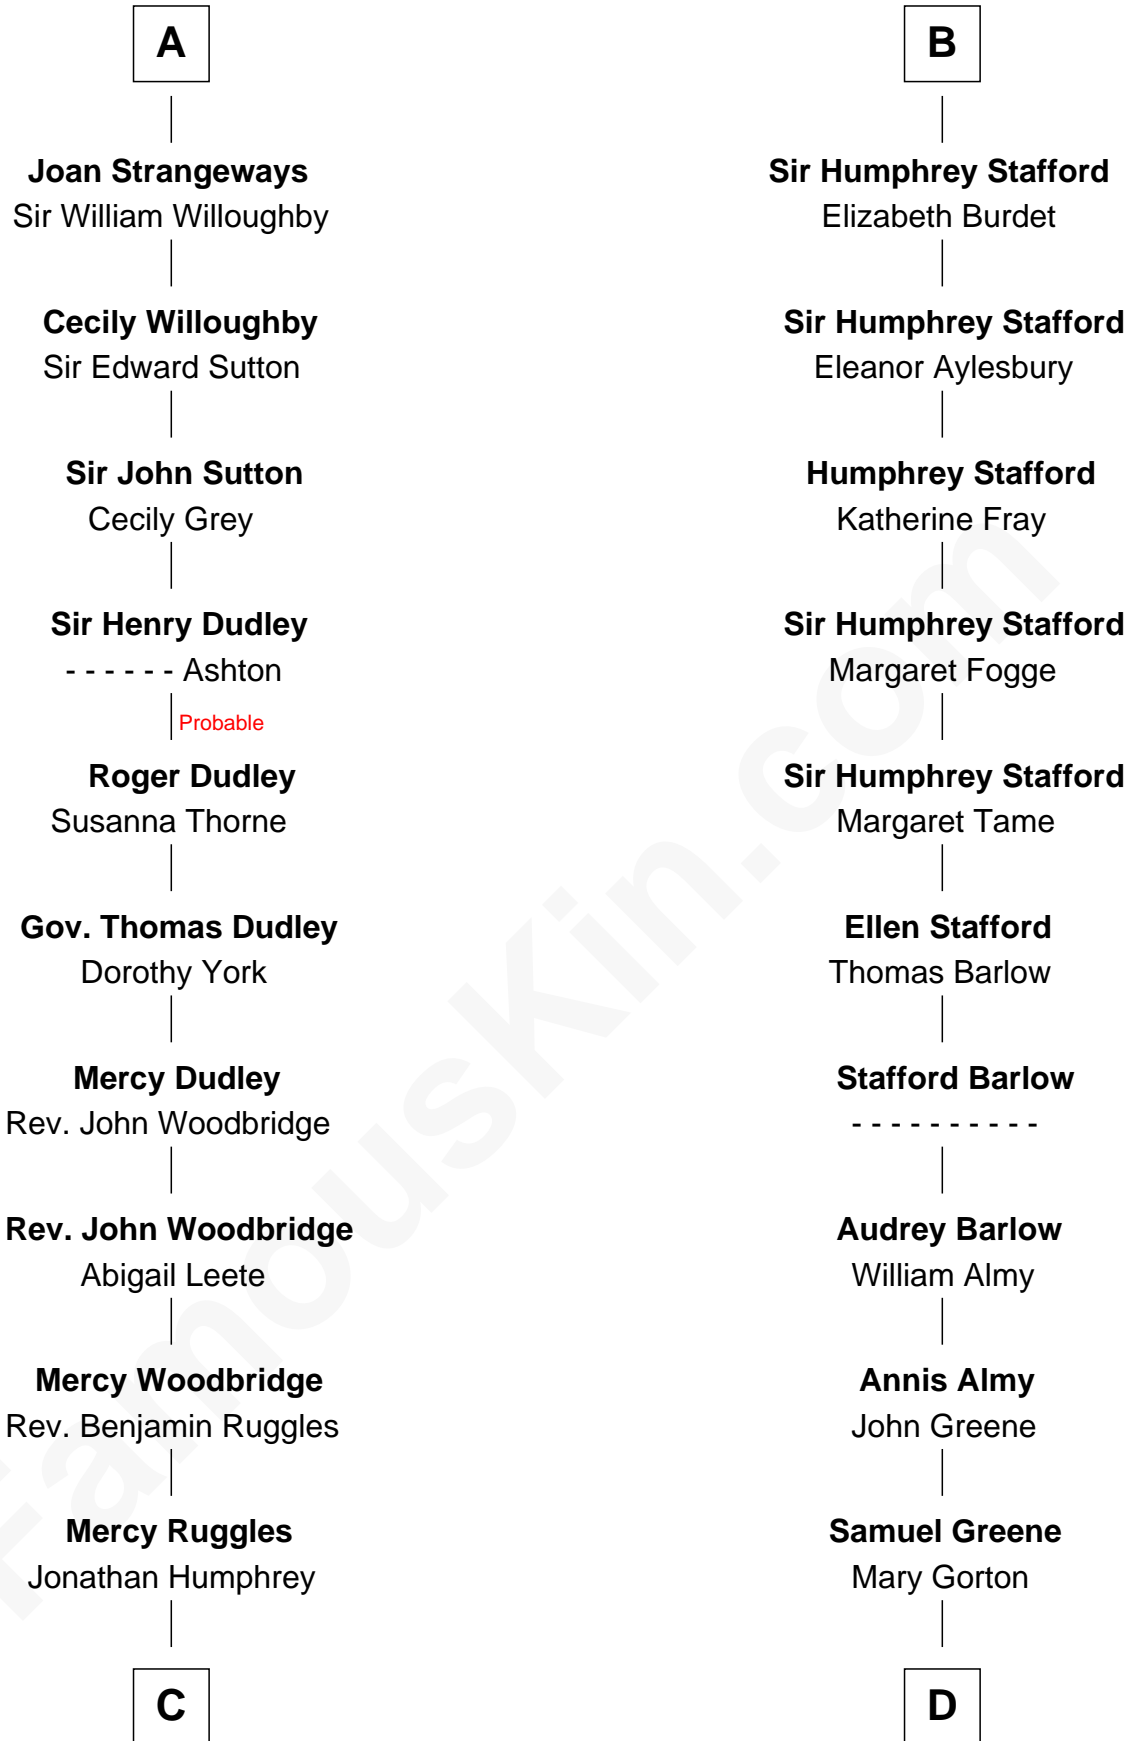 A
Joan Strangeways
Sir William Willoughby
Cecily Willoughby
Sir Edward Sutton
Sir John Sutton
Cecily Grey
Sir Henry Dudley
- - - - - - Ashton
Probable
Roger Dudley
Susanna Thorne
Gov. Thomas Dudley
Dorothy York
Mercy Dudley
Rev. John Woodbridge
Rev. John Woodbridge
Abigail Leete
Mercy Woodbridge
Rev. Benjamin Ruggles
Mercy Ruggles
Jonathan Humphrey
C
B
Sir Humphrey Stafford
Elizabeth Burdet
Sir Humphrey Stafford
Eleanor Aylesbury
Humphrey Stafford
Katherine Fray
Sir Humphrey Stafford
Margaret Fogge
Sir Humphrey Stafford
Margaret Tame
Ellen Stafford
Thomas Barlow
Stafford Barlow
- - - - - - - - - -
Audrey Barlow
William Almy
Annis Almy
John Greene
Samuel Greene
Mary Gorton
D
FamousKin.com